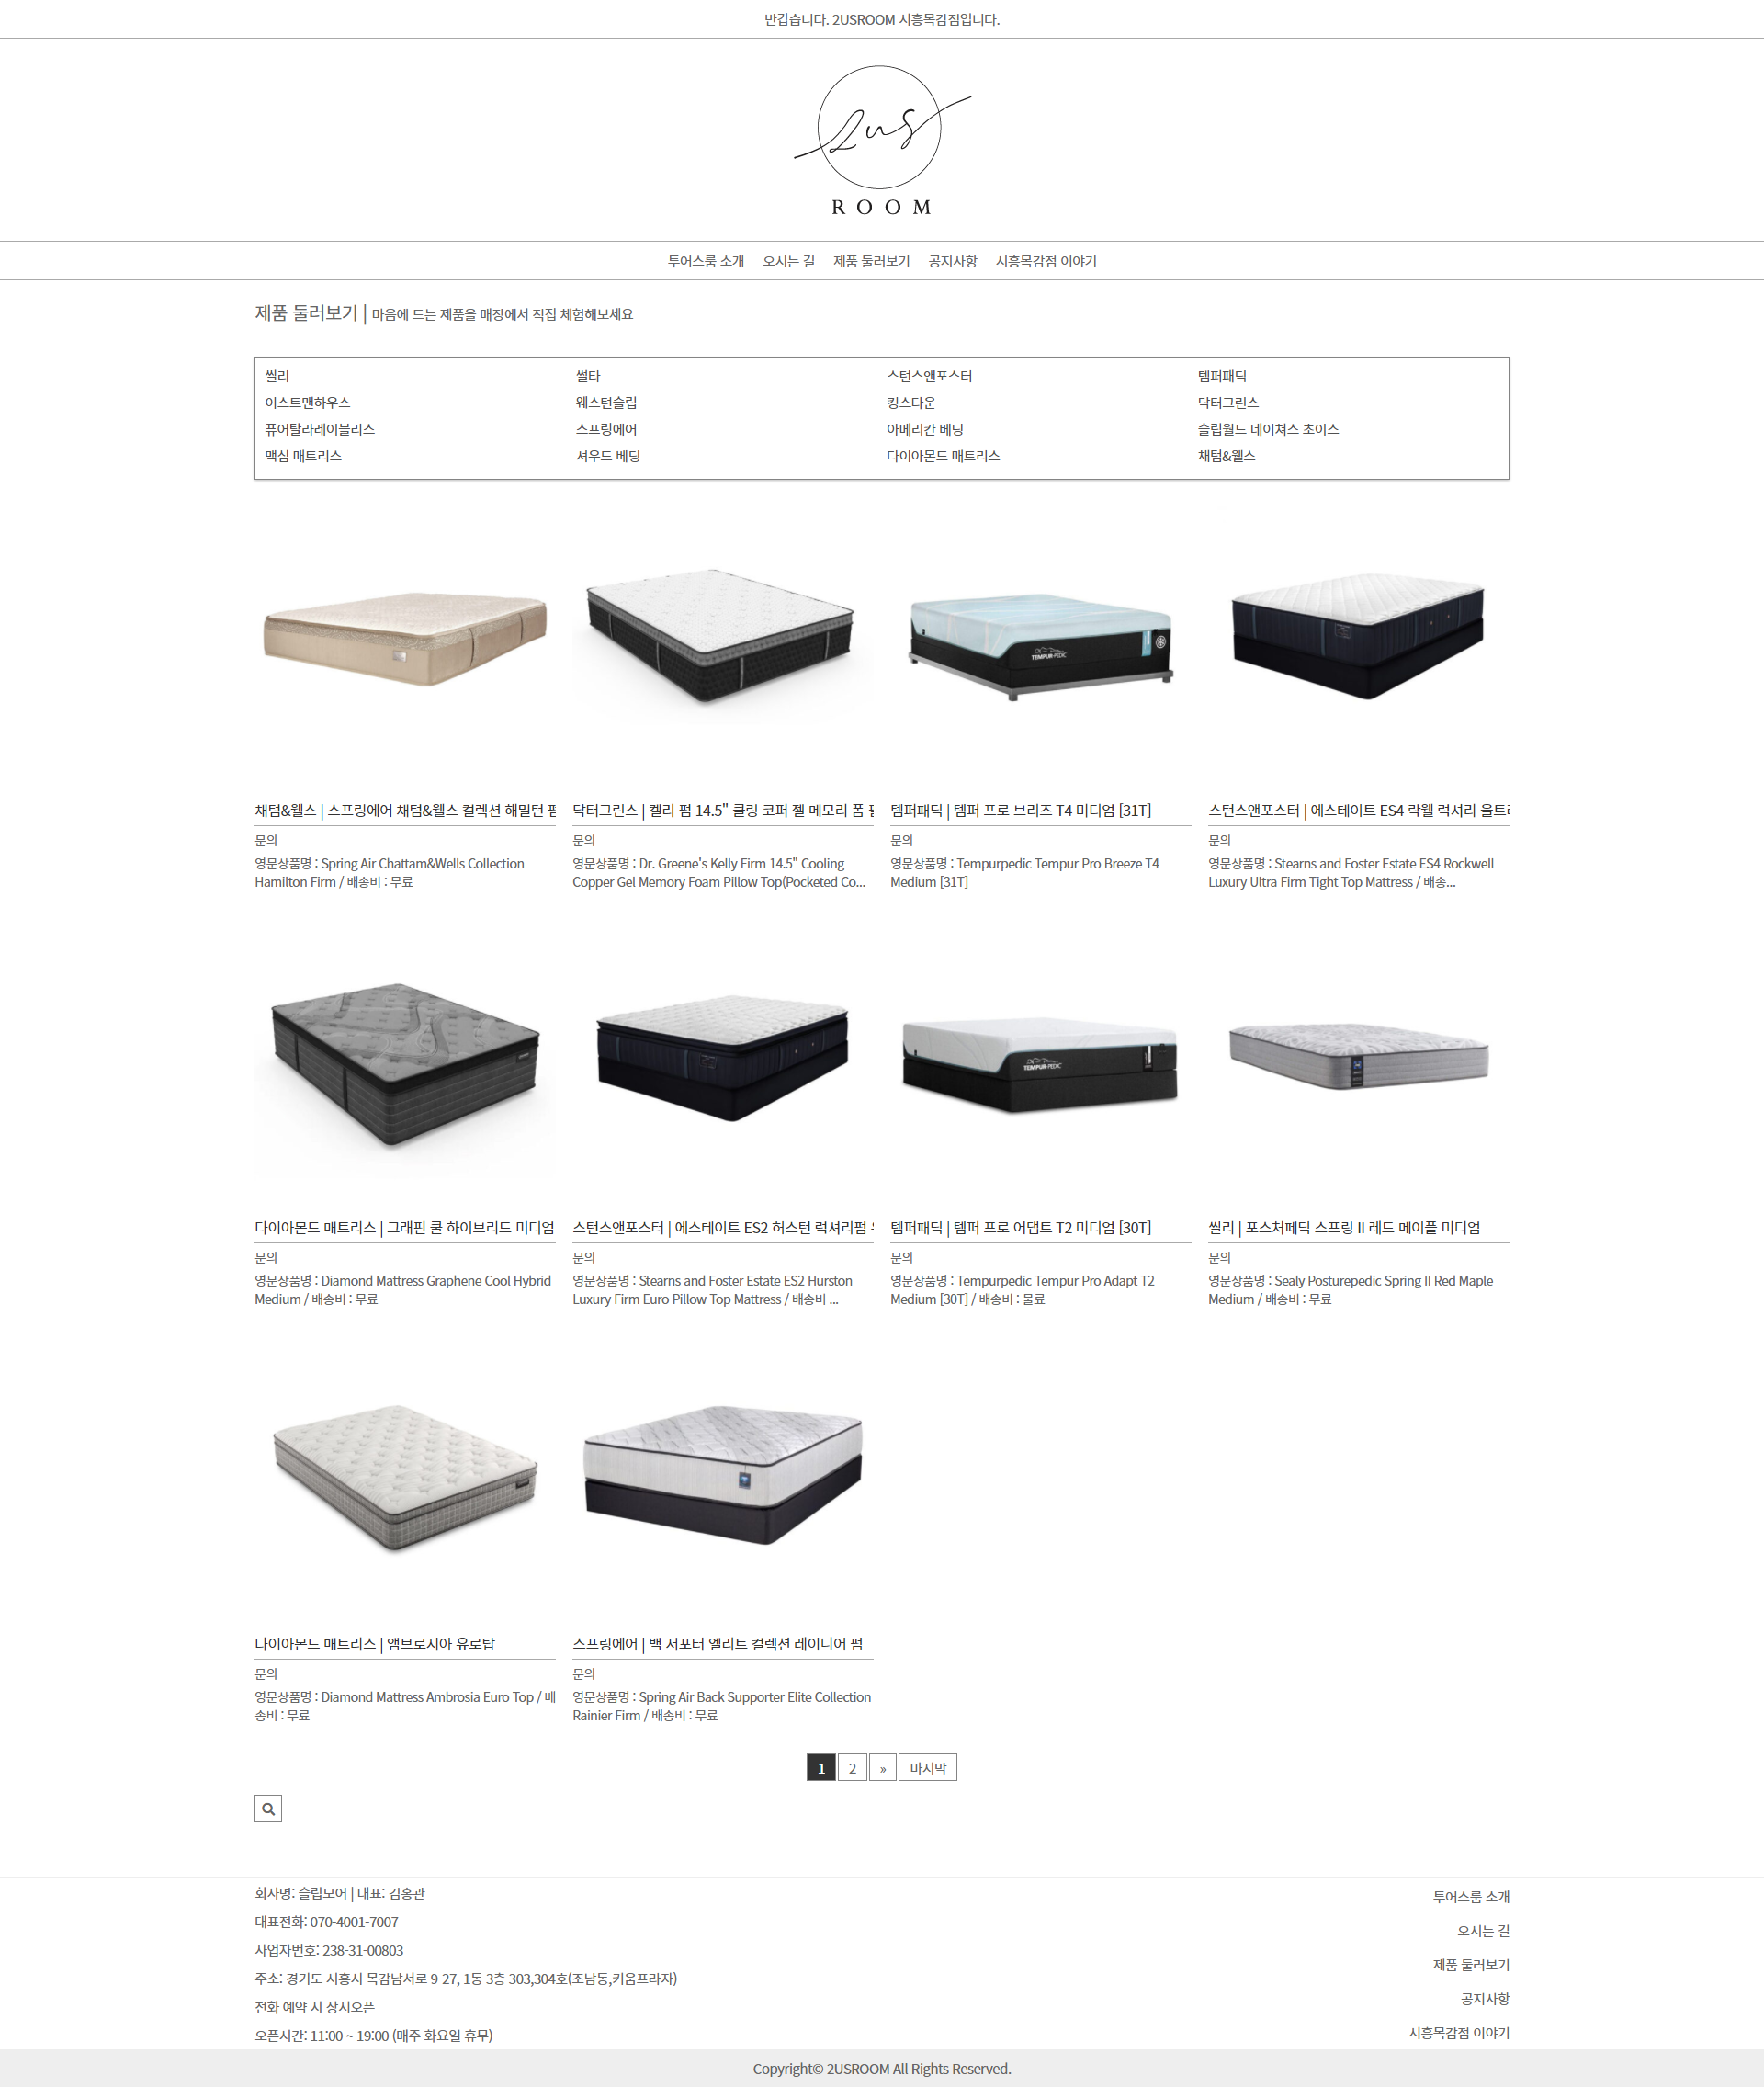 반갑습니다. 2USROOM 시흥목감점입니다.
2us
ROOM
투어스룸 소개 오시는 길 제품 둘러보기 공지사항 시흥목감점 이야기
제품 둘러보기 | 마음에 드는 제품을 매장에서 직접 체험해보세요
씰리 썰타 스턴스앤포스터 템퍼패딕
이스트맨하우스 웨스턴슬립 킹스다운 닥터그린스
퓨어탈라레이블리스 스프링에어 아메리칸 베딩 슬립월드 네이쳐스 초이스
맥심 매트리스 셔우드 베딩 다이아몬드 매트리스 채텀&웰스
TEMPUR-PEDIC
채텀&웰스 | 스프링에어 채텀&웰스 컬렉션 해밀턴 펌
문의
영문상품명 : Spring Air Chattam&Wells Collection
Hamilton Firm / 배송비 : 무료
닥터그린스 | 켈리 펌 14.5" 쿨링 코퍼 젤 메모리 폼
문의
영문상품명 : Dr. Greene's Kelly Firm 14.5" Cooling
Copper Gel Memory Foam Pillow Top(Pocketed Co...
템퍼패딕 | 템퍼 프로 브리즈 T4 미디엄 [31T]
문의
영문상품명 : Tempurpedic Tempur Pro Breeze T4
Medium [31T]
스턴스앤포스터 | 에스테이트 ES4 락웰 럭셔리 울트
문의
영문상품명 : Stearns and Foster Estate ES4 Rockwell
Luxury Ultra Firm Tight Top Mattress / 배송...
TEMPUR-PEDIC
다이아몬드 매트리스 | 그래핀 쿨 하이브리드 미디엄
문의
영문상품명 : Diamond Mattress Graphene Cool Hybrid
Medium / 배송비 : 무료
스턴스앤포스터 | 에스테이트 ES2 허스턴 럭셔리펌
문의
영문상품명 : Stearns and Foster Estate ES2 Hurston
Luxury Firm Euro Pillow Top Mattress / 배송비 ...
템퍼패딕 | 템퍼 프로 어댑트 T2 미디엄 [30T]
문의
영문상품명 : Tempurpedic Tempur Pro Adapt T2
Medium [30T] / 배송비 : 물료
씰리 | 포스처페딕 스프링 II 레드 메이플 미디엄
문의
영문상품명 : Sealy Posturepedic Spring II Red Maple
Medium / 배송비 : 무료
다이아몬드 매트리스 | 앰브로시아 유로탑
문의
영문상품명 : Diamond Mattress Ambrosia Euro Top / 배
송비 : 무료
스프링에어 | 백 서포터 엘리트 컬렉션 레이니어 펌
문의
영문상품명 : Spring Air Back Supporter Elite Collection
Rainier Firm / 배송비 : 무료
1 2 » 마지막
회사명: 슬립모어 | 대표: 김홍관
대표전화: 070-4001-7007
사업자번호: 238-31-00803
주소: 경기도 시흥시 목감남서로 9-27, 1동 3층 303,304호(조남동,키움프라자)
전화 예약 시 상시오픈
오픈시간: 11:00 ~ 19:00 (매주 화요일 휴무)
투어스룸 소개
오시는 길
제품 둘러보기
공지사항
시흥목감점 이야기
Copyright© 2USROOM All Rights Reserved.